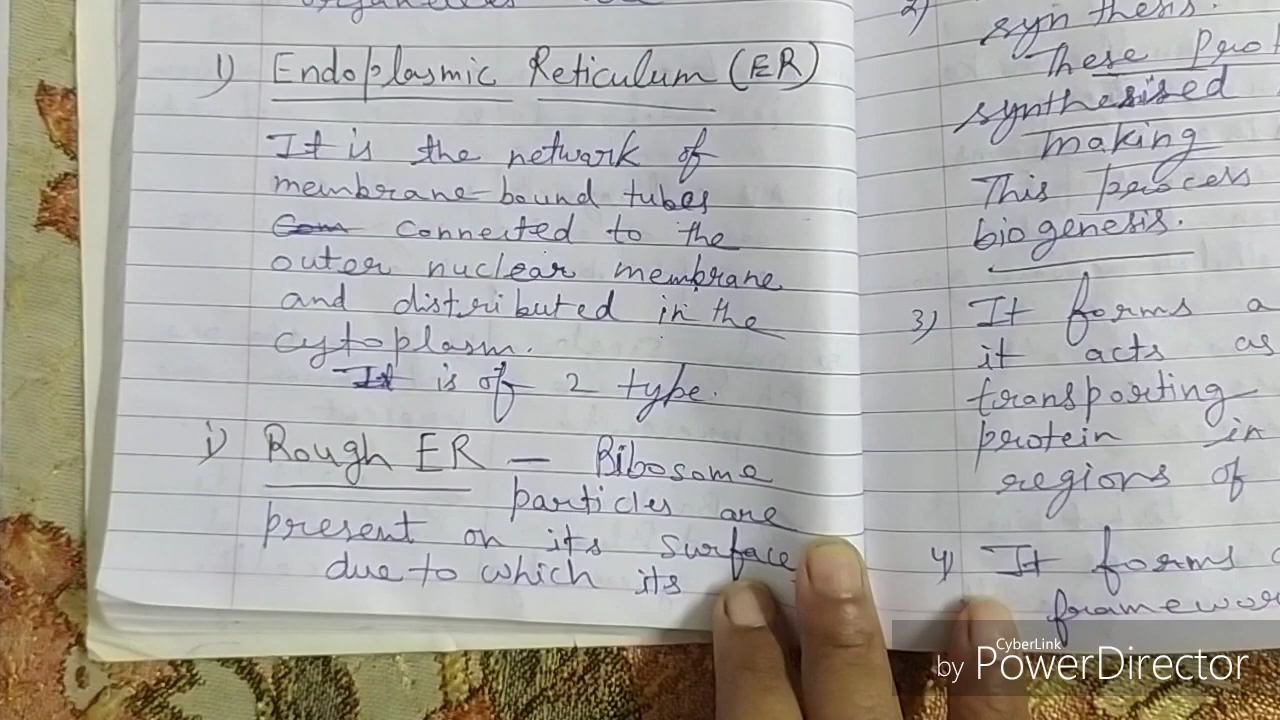 1) Endoplasmic Reticulum (ER)
It is the network of
membrane-bound tubes
connected to the
outer nuclear membrane
and distributed in the
cytoplasm.
It is of 2 type.
i) Rough ER — Ribosome
particles are
present on its surface
due to which its
2)
synthesis.
These
synthesised
making
This process
biogenesis.
3) It forms a
it acts as
transporting
protein in
regions of
4) It forms
CyberLink
by PowerDirector